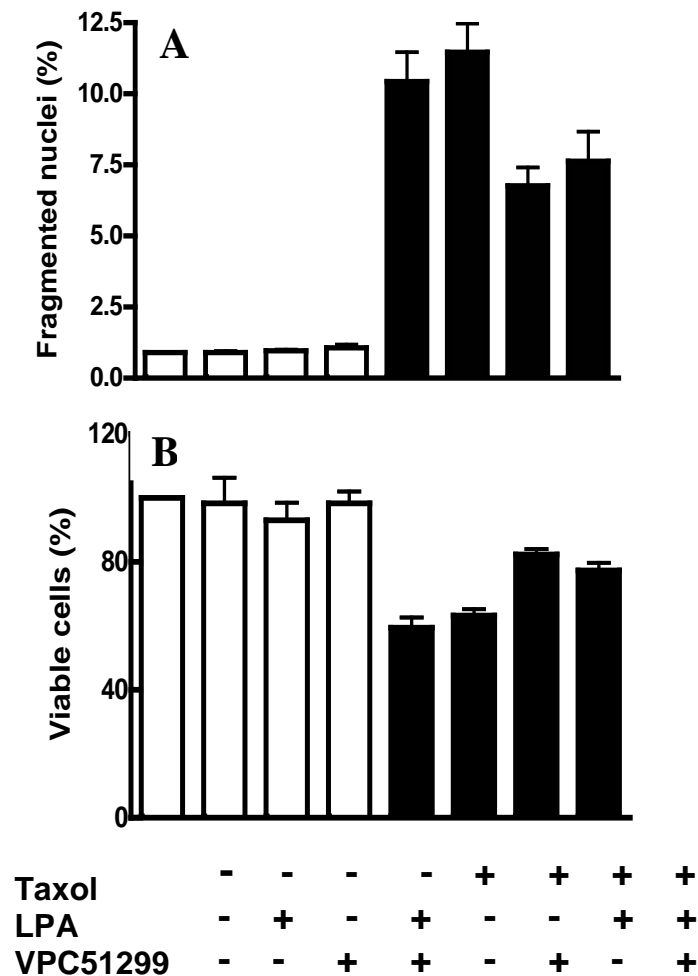 A
12.5
10.0
7.5
5.0
2.5
0.0
Fragmented nuclei (%)
B
120
80
40
0
Viable cells (%)
Taxol - - - - + + + +
LPA - + - + - - + +
VPC51299 - - + + - + - +